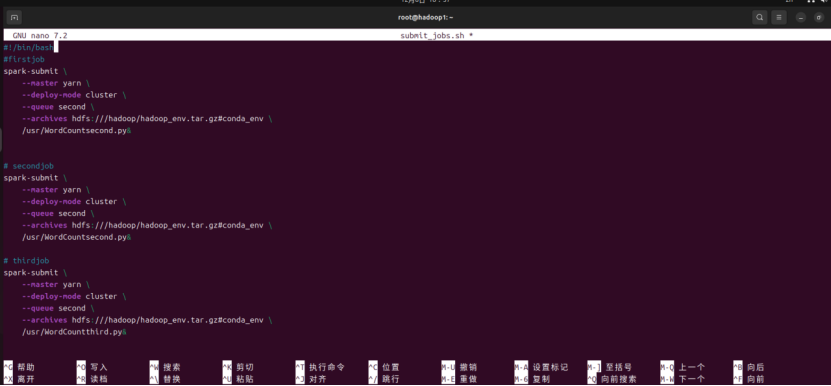 root@hadoop1: ~
GNU nano 7.2 submit_jobs.sh *
#!/bin/bash
#firstjob
spark-submit \
--master yarn \
--deploy-mode cluster \
--queue second \
--archives hdfs:///hadoop/hadoop_env.tar.gz#conda_env \
/usr/WordCountsecond.py&
# secondjob
spark-submit \
--master yarn \
--deploy-mode cluster \
--queue second \
--archives hdfs:///hadoop/hadoop_env.tar.gz#conda_env \
/usr/WordCountsecond.py&
# thirdjob
spark-submit \
--master yarn \
--deploy-mode cluster \
--queue second \
--archives hdfs:///hadoop/hadoop_env.tar.gz#conda_env \
/usr/WordCountthird.py&
^G 帮助 ^O 写入 ^W 搜索 ^K 剪切 ^T 执行命令 ^C 位置 M-U 撤销 M-A 设置标记 M-] 至括号 M-Q 上一个 ^B 向后
^X 离开 ^R 读档 ^\ 替换 ^U 粘贴 ^J 对齐 ^/ 跳行 M-E 重做 M-6 复制 ^Q 向前搜索 M-W 下一个 ^F 向前